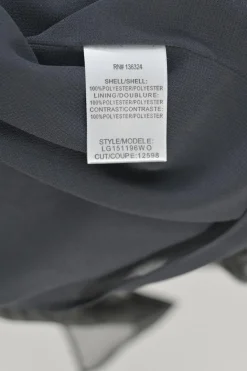 RN# 136324
SHELL/SHELL:
100%POLYESTER/POLYESTER
LINING/DOUBLURE:
100%POLYESTER/POLYESTER
CONTRAST/CONTRASTE:
100%POLYESTER/POLYESTER
STYLE/MODELE:
LG151196WO
CUT/COUPE: 12598